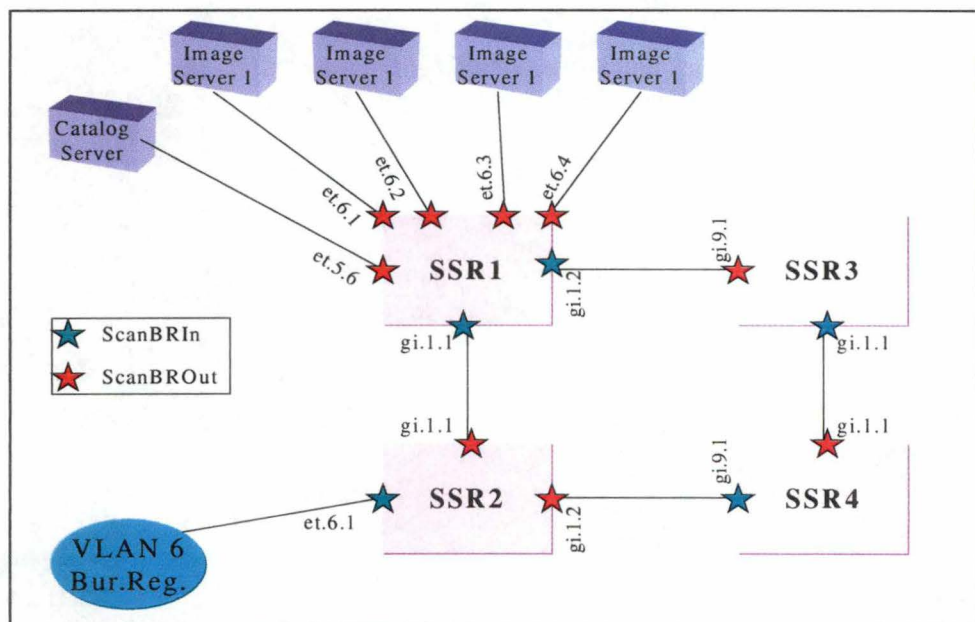 Image
Server 1
Image
Server 1
Image
Server 1
Image
Server 1
Catalog
Server
et.6.1
et.6.2
et.6.3
et.6.4
et.5.6
SSR1
gi.1.2
gi.9.1
SSR3
ScanBRIn
ScanBROut
gi.1.1
gi.1.1
gi.1.1
gi.1.1
SSR2
gi.1.2
gi.9.1
SSR4
et.6.1
VLAN 6
Bur.Reg.